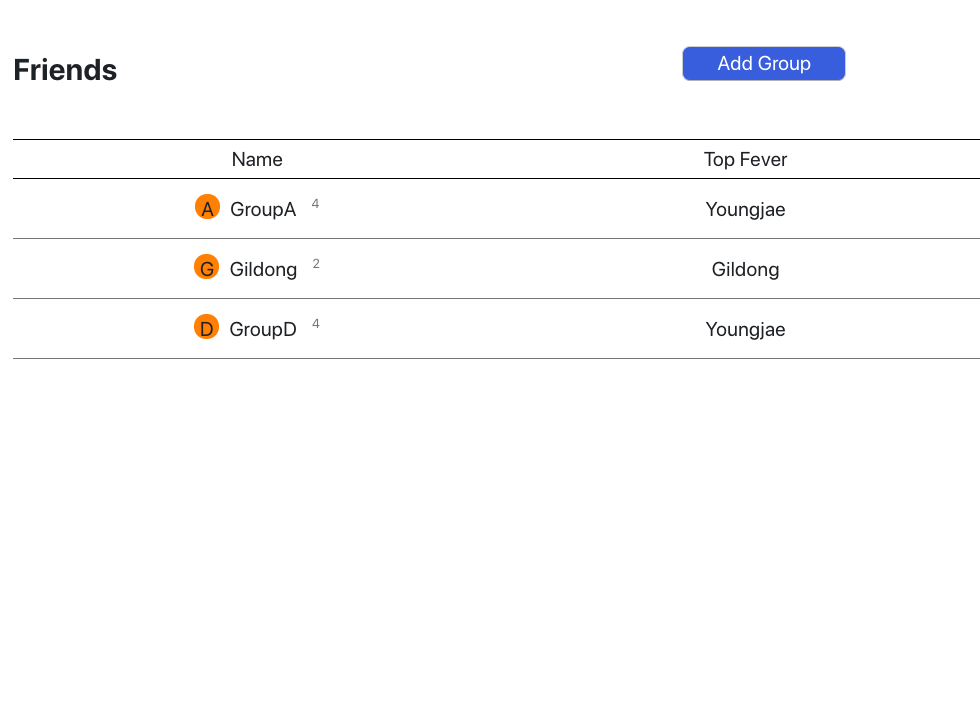 Friends
Add Group
Name Top Fever
A GroupA 4 Youngjae
G Gildong 2 Gildong
D GroupD 4 Youngjae